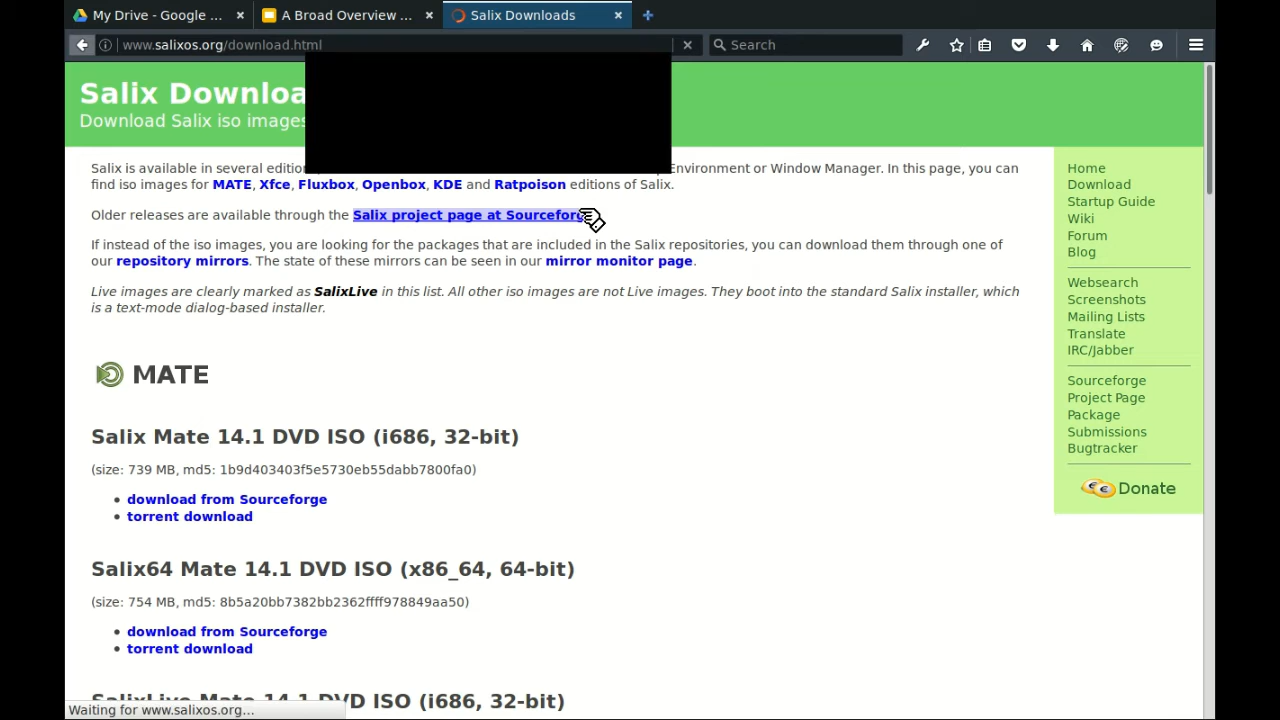 My Drive - Google ...
A Broad Overview ...
Salix Downloads
www.salixos.org/download.html
Search
Salix Downloa
Download Salix iso images
Salix is available in several edition
Environment or Window Manager. In this page, you can
find iso images for MATE, Xfce, Fluxbox, Openbox, KDE and Ratpoison editions of Salix.
Older releases are available through the Salix project page at Sourceforg
If instead of the iso images, you are looking for the packages that are included in the Salix repositories, you can download them through one of
our repository mirrors. The state of these mirrors can be seen in our mirror monitor page.
Live images are clearly marked as SalixLive in this list. All other iso images are not Live images. They boot into the standard Salix installer, which
is a text-mode dialog-based installer.
MATE
Salix Mate 14.1 DVD ISO (i686, 32-bit)
(size: 739 MB, md5: 1b9d403403f5e5730eb55dabb7800fa0)
• download from Sourceforge
• torrent download
Salix64 Mate 14.1 DVD ISO (x86_64, 64-bit)
(size: 754 MB, md5: 8b5a20bb7382bb2362ffff978849aa50)
• download from Sourceforge
• torrent download
SalixLive Mate 14.1 DVD ISO (i686, 32-bit)
Home
Download
Startup Guide
Wiki
Forum
Blog
Websearch
Screenshots
Mailing Lists
Translate
IRC/Jabber
Sourceforge
Project Page
Package
Submissions
Bugtracker
Donate
Waiting for www.salixos.org...